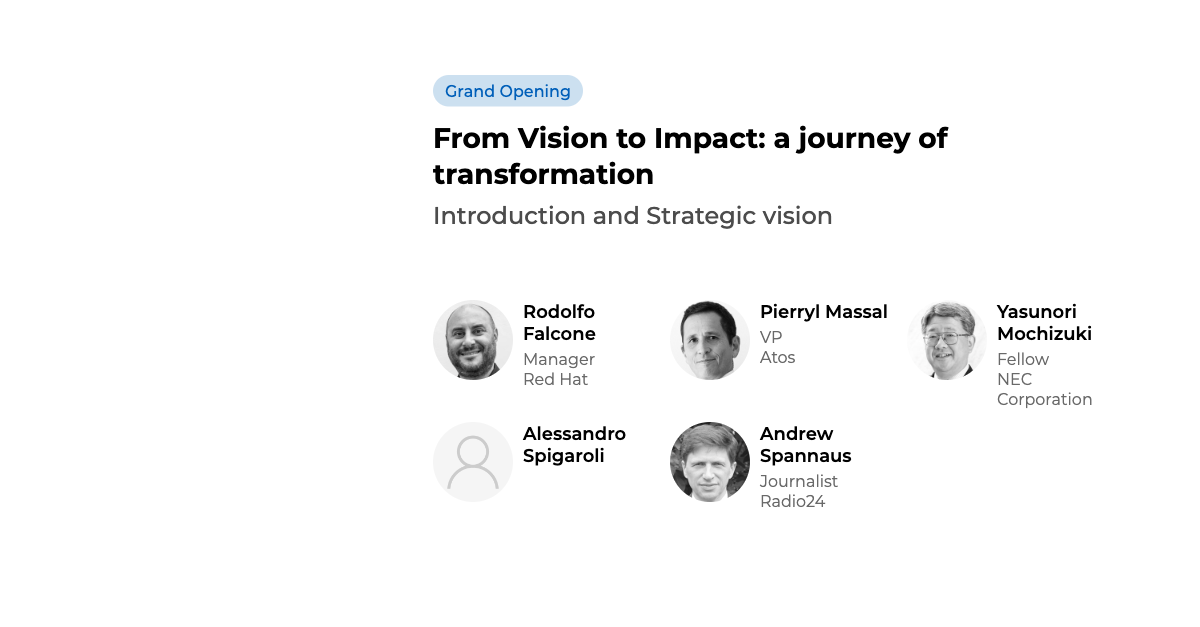 Grand Opening
From Vision to Impact: a journey of
transformation
Introduction and Strategic vision
Rodolfo
Falcone
Manager
Red Hat
Pierryl Massal
VP
Atos
Yasunori
Mochizuki
Fellow
NEC
Corporation
Alessandro
Spigaroli
Andrew
Spannaus
Journalist
Radio24